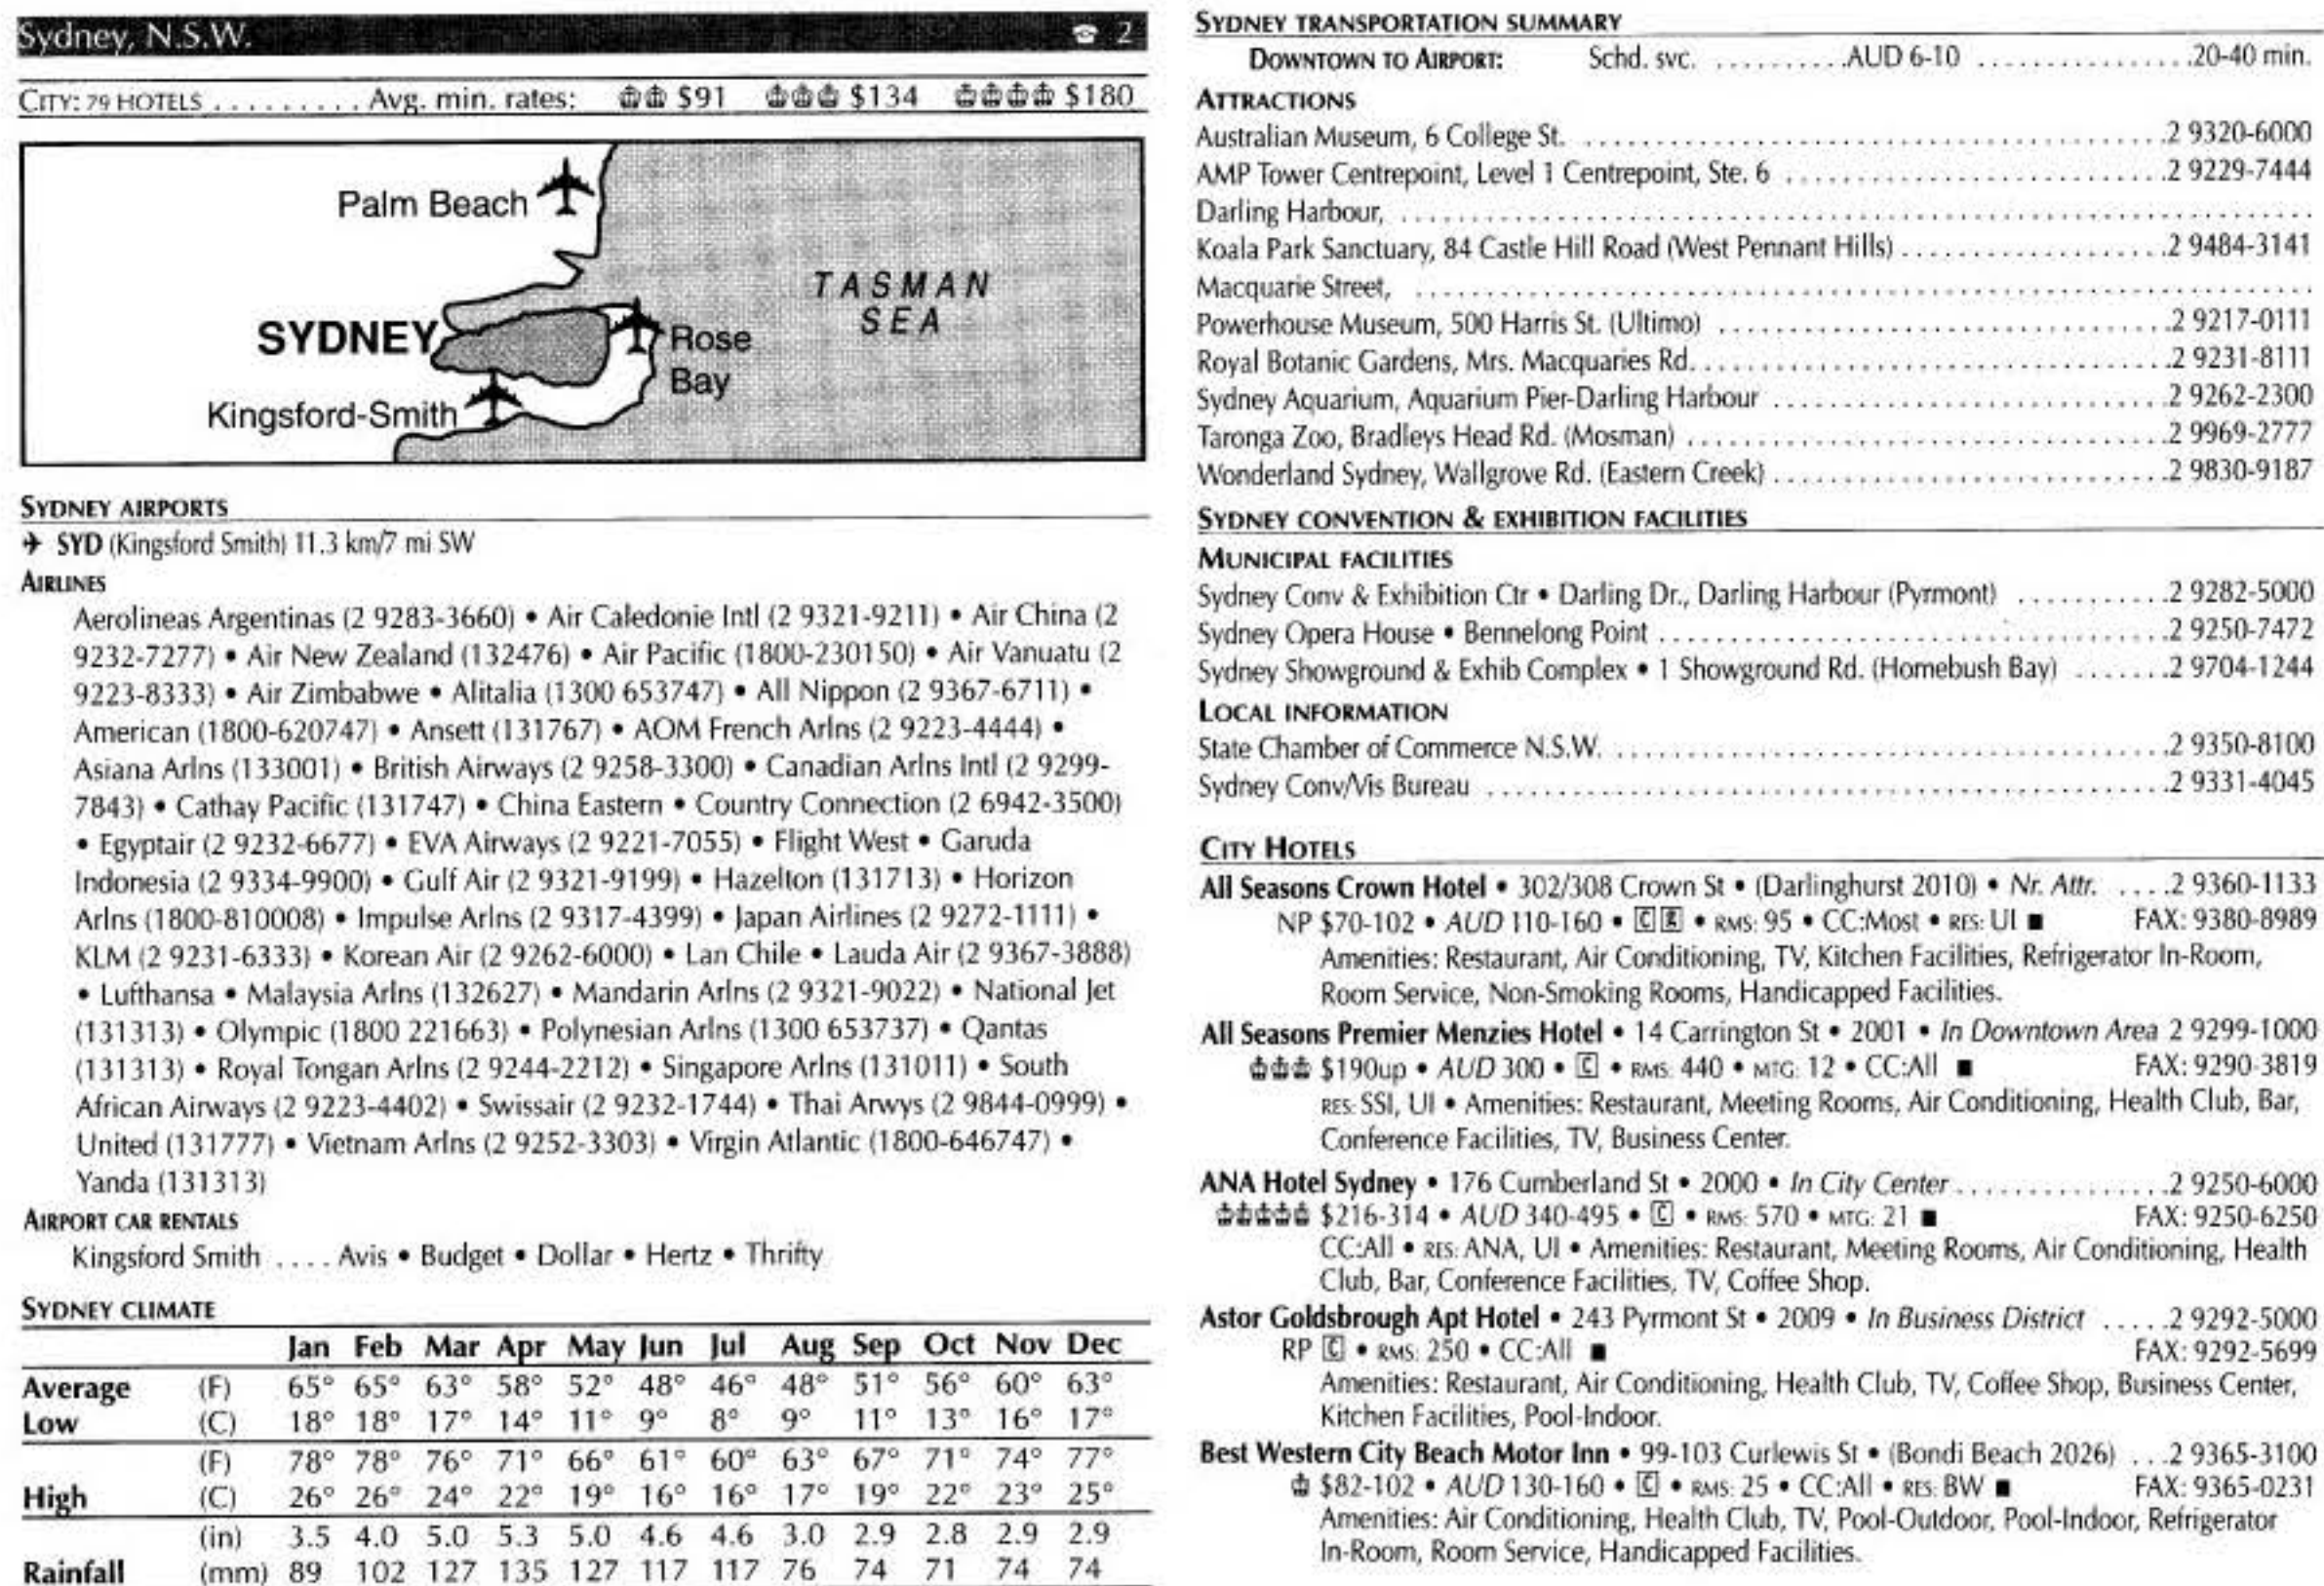 Sydney, N.S.W. ☎ 2
CITY: 79 HOTELS . . . . . . . . . Avg. min. rates: $91 $134 $180
Palm Beach
TASMAN
SEA
SYDNEY
Rose
Bay
Kingsford-Smith
SYDNEY AIRPORTS
✈ SYD (Kingsford Smith) 11.3 km/7 mi SW
AIRLINES
Aerolineas Argentinas (2 9283-3660) • Air Caledonie Intl (2 9321-9211) • Air China (2
9232-7277) • Air New Zealand (132476) • Air Pacific (1800-230150) • Air Vanuatu (2
9223-8333) • Air Zimbabwe • Alitalia (1300 653747) • All Nippon (2 9367-6711) •
American (1800-620747) • Ansett (131767) • AOM French Arlns (2 9223-4444) •
Asiana Arlns (133001) • British Airways (2 9258-3300) • Canadian Arlns Intl (2 9299-
7843) • Cathay Pacific (131747) • China Eastern • Country Connection (2 6942-3500)
• Egyptair (2 9232-6677) • EVA Airways (2 9221-7055) • Flight West • Garuda
Indonesia (2 9334-9900) • Gulf Air (2 9321-9199) • Hazelton (131713) • Horizon
Arlns (1800-810008) • Impulse Arlns (2 9317-4399) • Japan Airlines (2 9272-1111) •
KLM (2 9231-6333) • Korean Air (2 9262-6000) • Lan Chile • Lauda Air (2 9367-3888)
• Lufthansa • Malaysia Arlns (132627) • Mandarin Arlns (2 9321-9022) • National Jet
(131313) • Olympic (1800 221663) • Polynesian Arlns (1300 653737) • Qantas
(131313) • Royal Tongan Arlns (2 9244-2212) • Singapore Arlns (131011) • South
African Airways (2 9223-4402) • Swissair (2 9232-1744) • Thai Arwys (2 9844-0999) •
United (131777) • Vietnam Arlns (2 9252-3303) • Virgin Atlantic (1800-646747) •
Yanda (131313)
AIRPORT CAR RENTALS
Kingsford Smith . . . . Avis • Budget • Dollar • Hertz • Thrifty
SYDNEY CLIMATE
Jan Feb Mar Apr May Jun Jul Aug Sep Oct Nov Dec
Average (F) 65° 65° 63° 58° 52° 48° 46° 48° 51° 56° 60° 63°
Low (C) 18° 18° 17° 14° 11° 9° 8° 9° 11° 13° 16° 17°
(F) 78° 78° 76° 71° 66° 61° 60° 63° 67° 71° 74° 77°
High (C) 26° 26° 24° 22° 19° 16° 16° 17° 19° 22° 23° 25°
(in) 3.5 4.0 5.0 5.3 5.0 4.6 4.6 3.0 2.9 2.8 2.9 2.9
Rainfall (mm) 89 102 127 135 127 117 117 76 74 71 74 74
SYDNEY TRANSPORTATION SUMMARY
DOWNTOWN TO AIRPORT: Schd. svc. . . . . . . . . . . AUD 6-10 . . . . . . . . . . . . . . . . 20-40 min.
ATTRACTIONS
Australian Museum, 6 College St. . . . . . . . . . 2 9320-6000
AMP Tower Centrepoint, Level 1 Centrepoint, Ste. 6 . . . . . . . . . 2 9229-7444
Darling Harbour, . . . . . . . . .
Koala Park Sanctuary, 84 Castle Hill Road (West Pennant Hills) . . . . . . . . . 2 9484-3141
Macquarie Street, . . . . . . . . .
Powerhouse Museum, 500 Harris St. (Ultimo) . . . . . . . . . 2 9217-0111
Royal Botanic Gardens, Mrs. Macquaries Rd. . . . . . . . . . 2 9231-8111
Sydney Aquarium, Aquarium Pier-Darling Harbour . . . . . . . . . 2 9262-2300
Taronga Zoo, Bradleys Head Rd. (Mosman) . . . . . . . . . 2 9969-2777
Wonderland Sydney, Wallgrove Rd. (Eastern Creek) . . . . . . . . . 2 9830-9187
SYDNEY CONVENTION & EXHIBITION FACILITIES
MUNICIPAL FACILITIES
Sydney Conv & Exhibition Ctr • Darling Dr., Darling Harbour (Pyrmont) . . . . . . . . . 2 9282-5000
Sydney Opera House • Bennelong Point . . . . . . . . . 2 9250-7472
Sydney Showground & Exhib Complex • 1 Showground Rd. (Homebush Bay) . . . . . . . 2 9704-1244
LOCAL INFORMATION
State Chamber of Commerce N.S.W. . . . . . . . . . 2 9350-8100
Sydney Conv/Vis Bureau . . . . . . . . . 2 9331-4045
CITY HOTELS
All Seasons Crown Hotel • 302/308 Crown St • (Darlinghurst 2010) • Nr. Attr. . . . . 2 9360-1133
NP $70-102 • AUD 110-160 • C R • RMS: 95 • CC:Most • RES: UI ■ FAX: 9380-8989
Amenities: Restaurant, Air Conditioning, TV, Kitchen Facilities, Refrigerator In-Room,
Room Service, Non-Smoking Rooms, Handicapped Facilities.
All Seasons Premier Menzies Hotel • 14 Carrington St • 2001 • In Downtown Area 2 9299-1000
$190up • AUD 300 • C • RMS: 440 • MTG: 12 • CC:All ■ FAX: 9290-3819
RES: SSI, UI • Amenities: Restaurant, Meeting Rooms, Air Conditioning, Health Club, Bar,
Conference Facilities, TV, Business Center.
ANA Hotel Sydney • 176 Cumberland St • 2000 • In City Center . . . . . . . . . 2 9250-6000
$216-314 • AUD 340-495 • C • RMS: 570 • MTG: 21 ■ FAX: 9250-6250
CC:All • RES: ANA, UI • Amenities: Restaurant, Meeting Rooms, Air Conditioning, Health
Club, Bar, Conference Facilities, TV, Coffee Shop.
Astor Goldsbrough Apt Hotel • 243 Pyrmont St • 2009 • In Business District . . . . . 2 9292-5000
RP C • RMS: 250 • CC:All ■ FAX: 9292-5699
Amenities: Restaurant, Air Conditioning, Health Club, TV, Coffee Shop, Business Center,
Kitchen Facilities, Pool-Indoor.
Best Western City Beach Motor Inn • 99-103 Curlewis St • (Bondi Beach 2026) . . . 2 9365-3100
$82-102 • AUD 130-160 • C • RMS: 25 • CC:All • RES: BW ■ FAX: 9365-0231
Amenities: Air Conditioning, Health Club, TV, Pool-Outdoor, Pool-Indoor, Refrigerator
In-Room, Room Service, Handicapped Facilities.